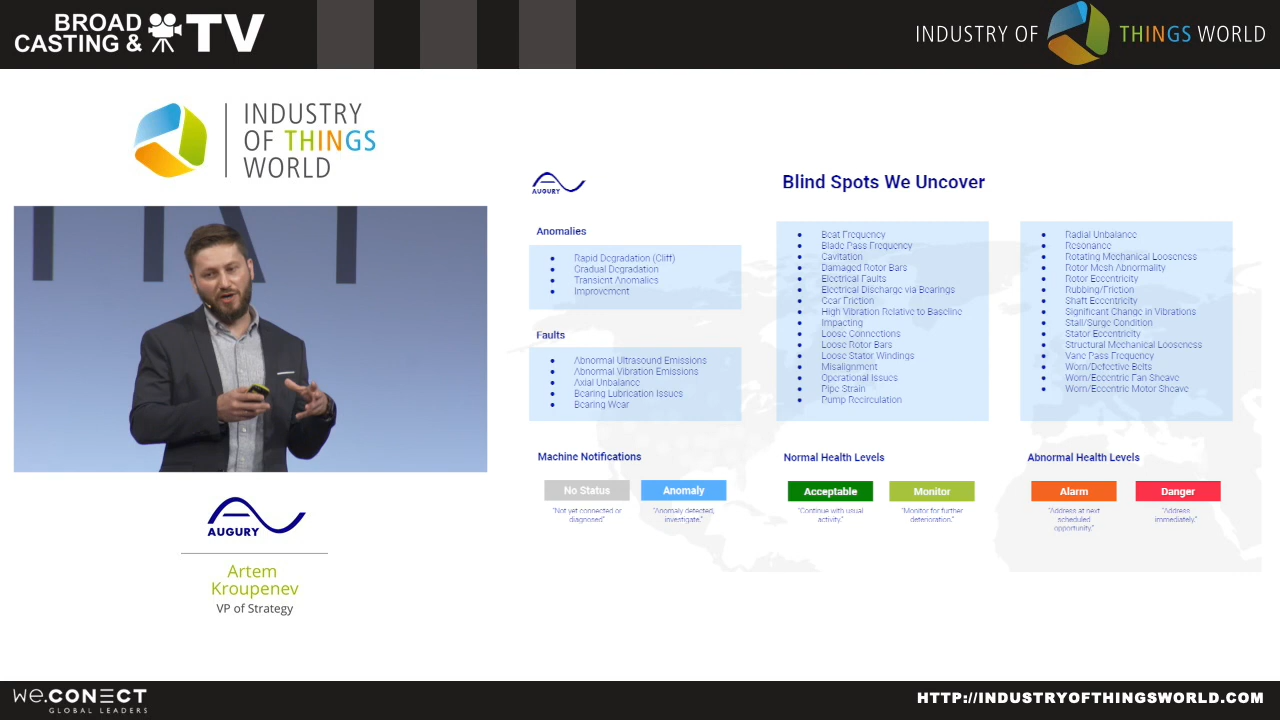 BROAD
CASTING & TV
INDUSTRY OF THINGS WORLD
INDUSTRY
OF THINGS
WORLD
AUGURY
Artem
Kroupenev
VP of Strategy
AUGURY
Blind Spots We Uncover
Anomalies
● Rapid Degradation (Cliff)
● Gradual Degradation
● Transient Anomalies
● Improvement
Faults
● Abnormal Ultrasound Emissions
● Abnormal Vibration Emissions
● Axial Unbalance
● Bearing Lubrication Issues
● Bearing Wear
● Beat Frequency
● Blade Pass Frequency
● Cavitation
● Damaged Rotor Bars
● Electrical Faults
● Electrical Discharge via Bearings
● Gear Friction
● High Vibration Relative to Baseline
● Impacting
● Loose Connections
● Loose Rotor Bars
● Loose Stator Windings
● Misalignment
● Operational Issues
● Pipe Strain
● Pump Recirculation
● Radial Unbalance
● Resonance
● Rotating Mechanical Looseness
● Rotor Mesh Abnormality
● Rotor Eccentricity
● Rubbing/Friction
● Shaft Eccentricity
● Significant Change in Vibrations
● Stall/Surge Condition
● Stator Eccentricity
● Structural Mechanical Looseness
● Vane Pass Frequency
● Worn/Defective Belts
● Worn/Eccentric Fan Sheave
● Worn/Eccentric Motor Sheave
Machine Notifications
No Status
"Not yet connected or
diagnosed"
Anomaly
"Anomaly detected,
investigate."
Normal Health Levels
Acceptable
"Continue with usual
activity."
Monitor
"Monitor for further
deterioration."
Abnormal Health Levels
Alarm
"Address at next
scheduled
opportunity."
Danger
"Address
immediately."
we.CONECT
GLOBAL LEADERS
HTTP://INDUSTRYOFTHINGSWORLD.COM